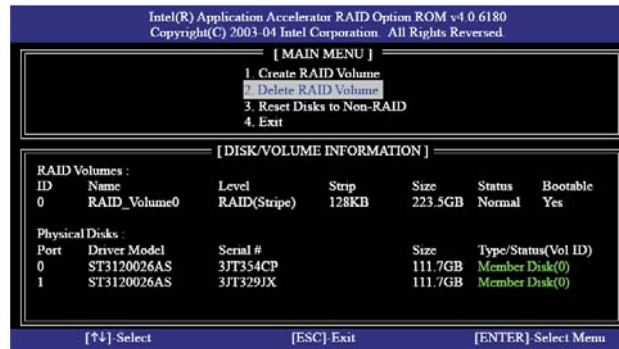 Intel(R) Application Accelerator RAID Option ROM v4.0.6180
Copyright(C) 2003-04 Intel Corporation. All Rights Reversed.
[ MAIN MENU ]
1. Create RAID Volume
2. Delete RAID Volume
3. Reset Disks to Non-RAID
4. Exit
[ DISK/VOLUME INFORMATION ]
RAID Volumes :
ID Name Level Strip Size Status Bootable
0 RAID_Volume0 RAID(Stripe) 128KB 223.5GB Normal Yes
Physical Disks :
Port Driver Model Serial # Size Type/Status(Vol ID)
0 ST3120026AS 3JT354CP 111.7GB Member Disk(0)
1 ST3120026AS 3JT329JX 111.7GB Member Disk(0)
[↑↓]-Select [ESC]-Exit [ENTER]-Select Menu